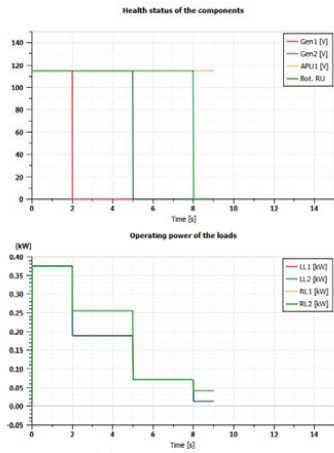 Health status of the components
Gen1 [V]
Gen2 [V]
APU1 [V]
Bot. RU
140
120
100
80
60
40
20
0
0 2 4 6 8 10 12 14
Time [s]
Operating power of the loads
[kW]
LL1 [kW]
LL2 [kW]
RL1 [kW]
RL2 [kW]
0.40
0.35
0.30
0.25
0.20
0.15
0.10
0.05
0.00
-0.05
0 2 4 6 8 10 12 14
Time [s]